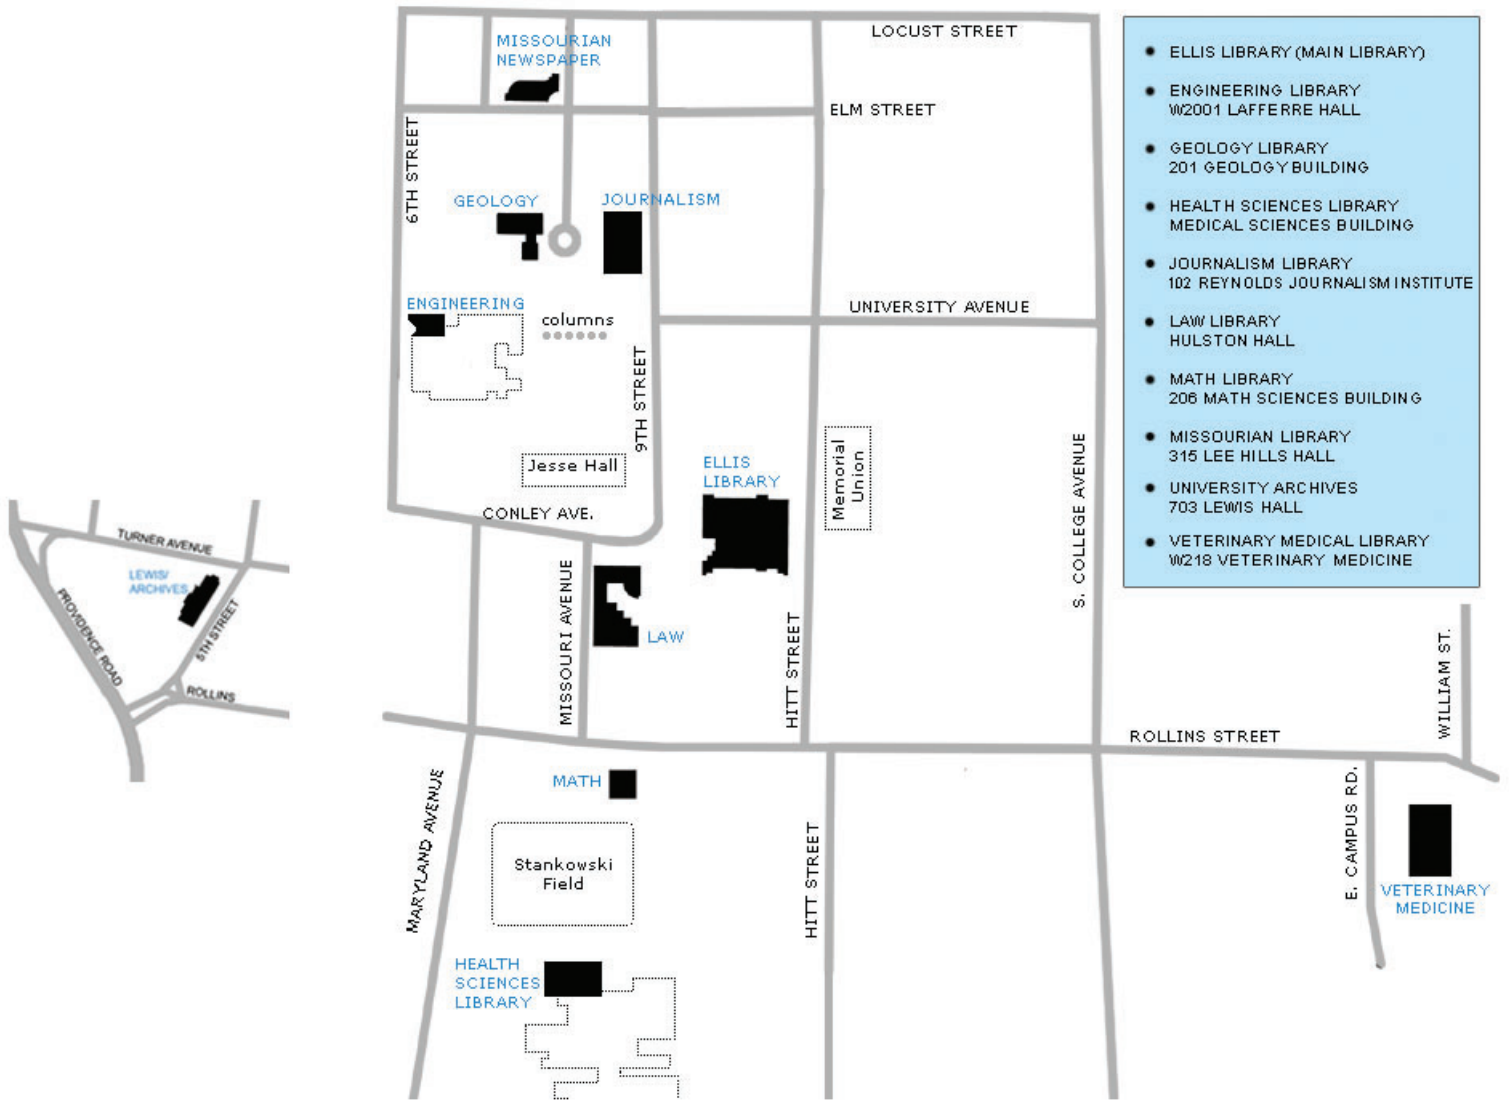 MISSOURIAN
NEWSPAPER
LOCUST STREET
ELM STREET
6TH STREET
GEOLOGY
JOURNALISM
ENGINEERING
columns
UNIVERSITY AVENUE
9TH STREET
Jesse Hall
ELLIS
LIBRARY
Memorial
Union
S. COLLEGE AVENUE
CONLEY AVE.
MISSOURI AVENUE
LAW
HITT STREET
TURNER AVENUE
LEWIS/
ARCHIVES
PROVIDENCE ROAD
5TH STREET
ROLLINS
ROLLINS STREET
WILLIAM ST.
MATH
MARYLAND AVENUE
Stankowski
Field
HITT STREET
E. CAMPUS RD.
VETERINARY
MEDICINE
HEALTH
SCIENCES
LIBRARY
ELLIS LIBRARY (MAIN LIBRARY)
ENGINEERING LIBRARY
W2001 LAFFERRE HALL
GEOLOGY LIBRARY
201 GEOLOGY BUILDING
HEALTH SCIENCES LIBRARY
MEDICAL SCIENCES BUILDING
JOURNALISM LIBRARY
102 REYNOLDS JOURNALISM INSTITUTE
LAW LIBRARY
HULSTON HALL
MATH LIBRARY
206 MATH SCIENCES BUILDING
MISSOURIAN LIBRARY
315 LEE HILLS HALL
UNIVERSITY ARCHIVES
703 LEWIS HALL
VETERINARY MEDICAL LIBRARY
W218 VETERINARY MEDICINE